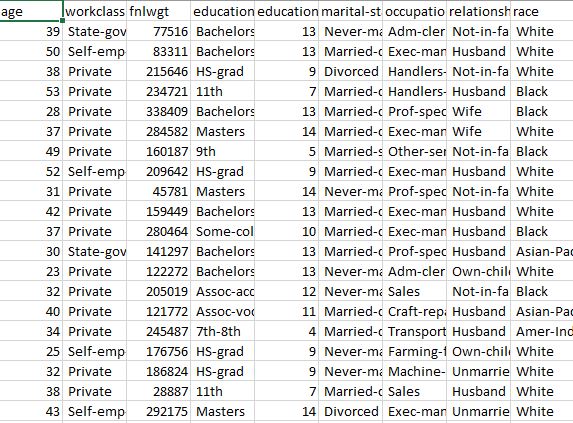 age workclass fnlwgt education education marital-st occupatio relationsh race
39 State-gov 77516 Bachelors 13 Never-ma Adm-cler Not-in-fa White
50 Self-emp 83311 Bachelors 13 Married-c Exec-man Husband White
38 Private 215646 HS-grad 9 Divorced Handlers- Not-in-fa White
53 Private 234721 11th 7 Married-c Handlers- Husband Black
28 Private 338409 Bachelors 13 Married-c Prof-spec Wife Black
37 Private 284582 Masters 14 Married-c Exec-man Wife White
49 Private 160187 9th 5 Married-s Other-ser Not-in-fa Black
52 Self-emp 209642 HS-grad 9 Married-c Exec-man Husband White
31 Private 45781 Masters 14 Never-ma Prof-spec Not-in-fa White
42 Private 159449 Bachelors 13 Married-c Exec-man Husband White
37 Private 280464 Some-col 10 Married-c Exec-man Husband Black
30 State-gov 141297 Bachelors 13 Married-c Prof-spec Husband Asian-Pac
23 Private 122272 Bachelors 13 Never-ma Adm-cler Own-child White
32 Private 205019 Assoc-acd 12 Never-ma Sales Not-in-fa Black
40 Private 121772 Assoc-voc 11 Married-c Craft-repa Husband Asian-Pac
34 Private 245487 7th-8th 4 Married-c Transport Husband Amer-Ind
25 Self-emp 176756 HS-grad 9 Never-ma Farming-f Own-child White
32 Private 186824 HS-grad 9 Never-ma Machine- Unmarrie White
38 Private 28887 11th 7 Married-c Sales Husband White
43 Self-emp 292175 Masters 14 Divorced Exec-man Unmarrie White